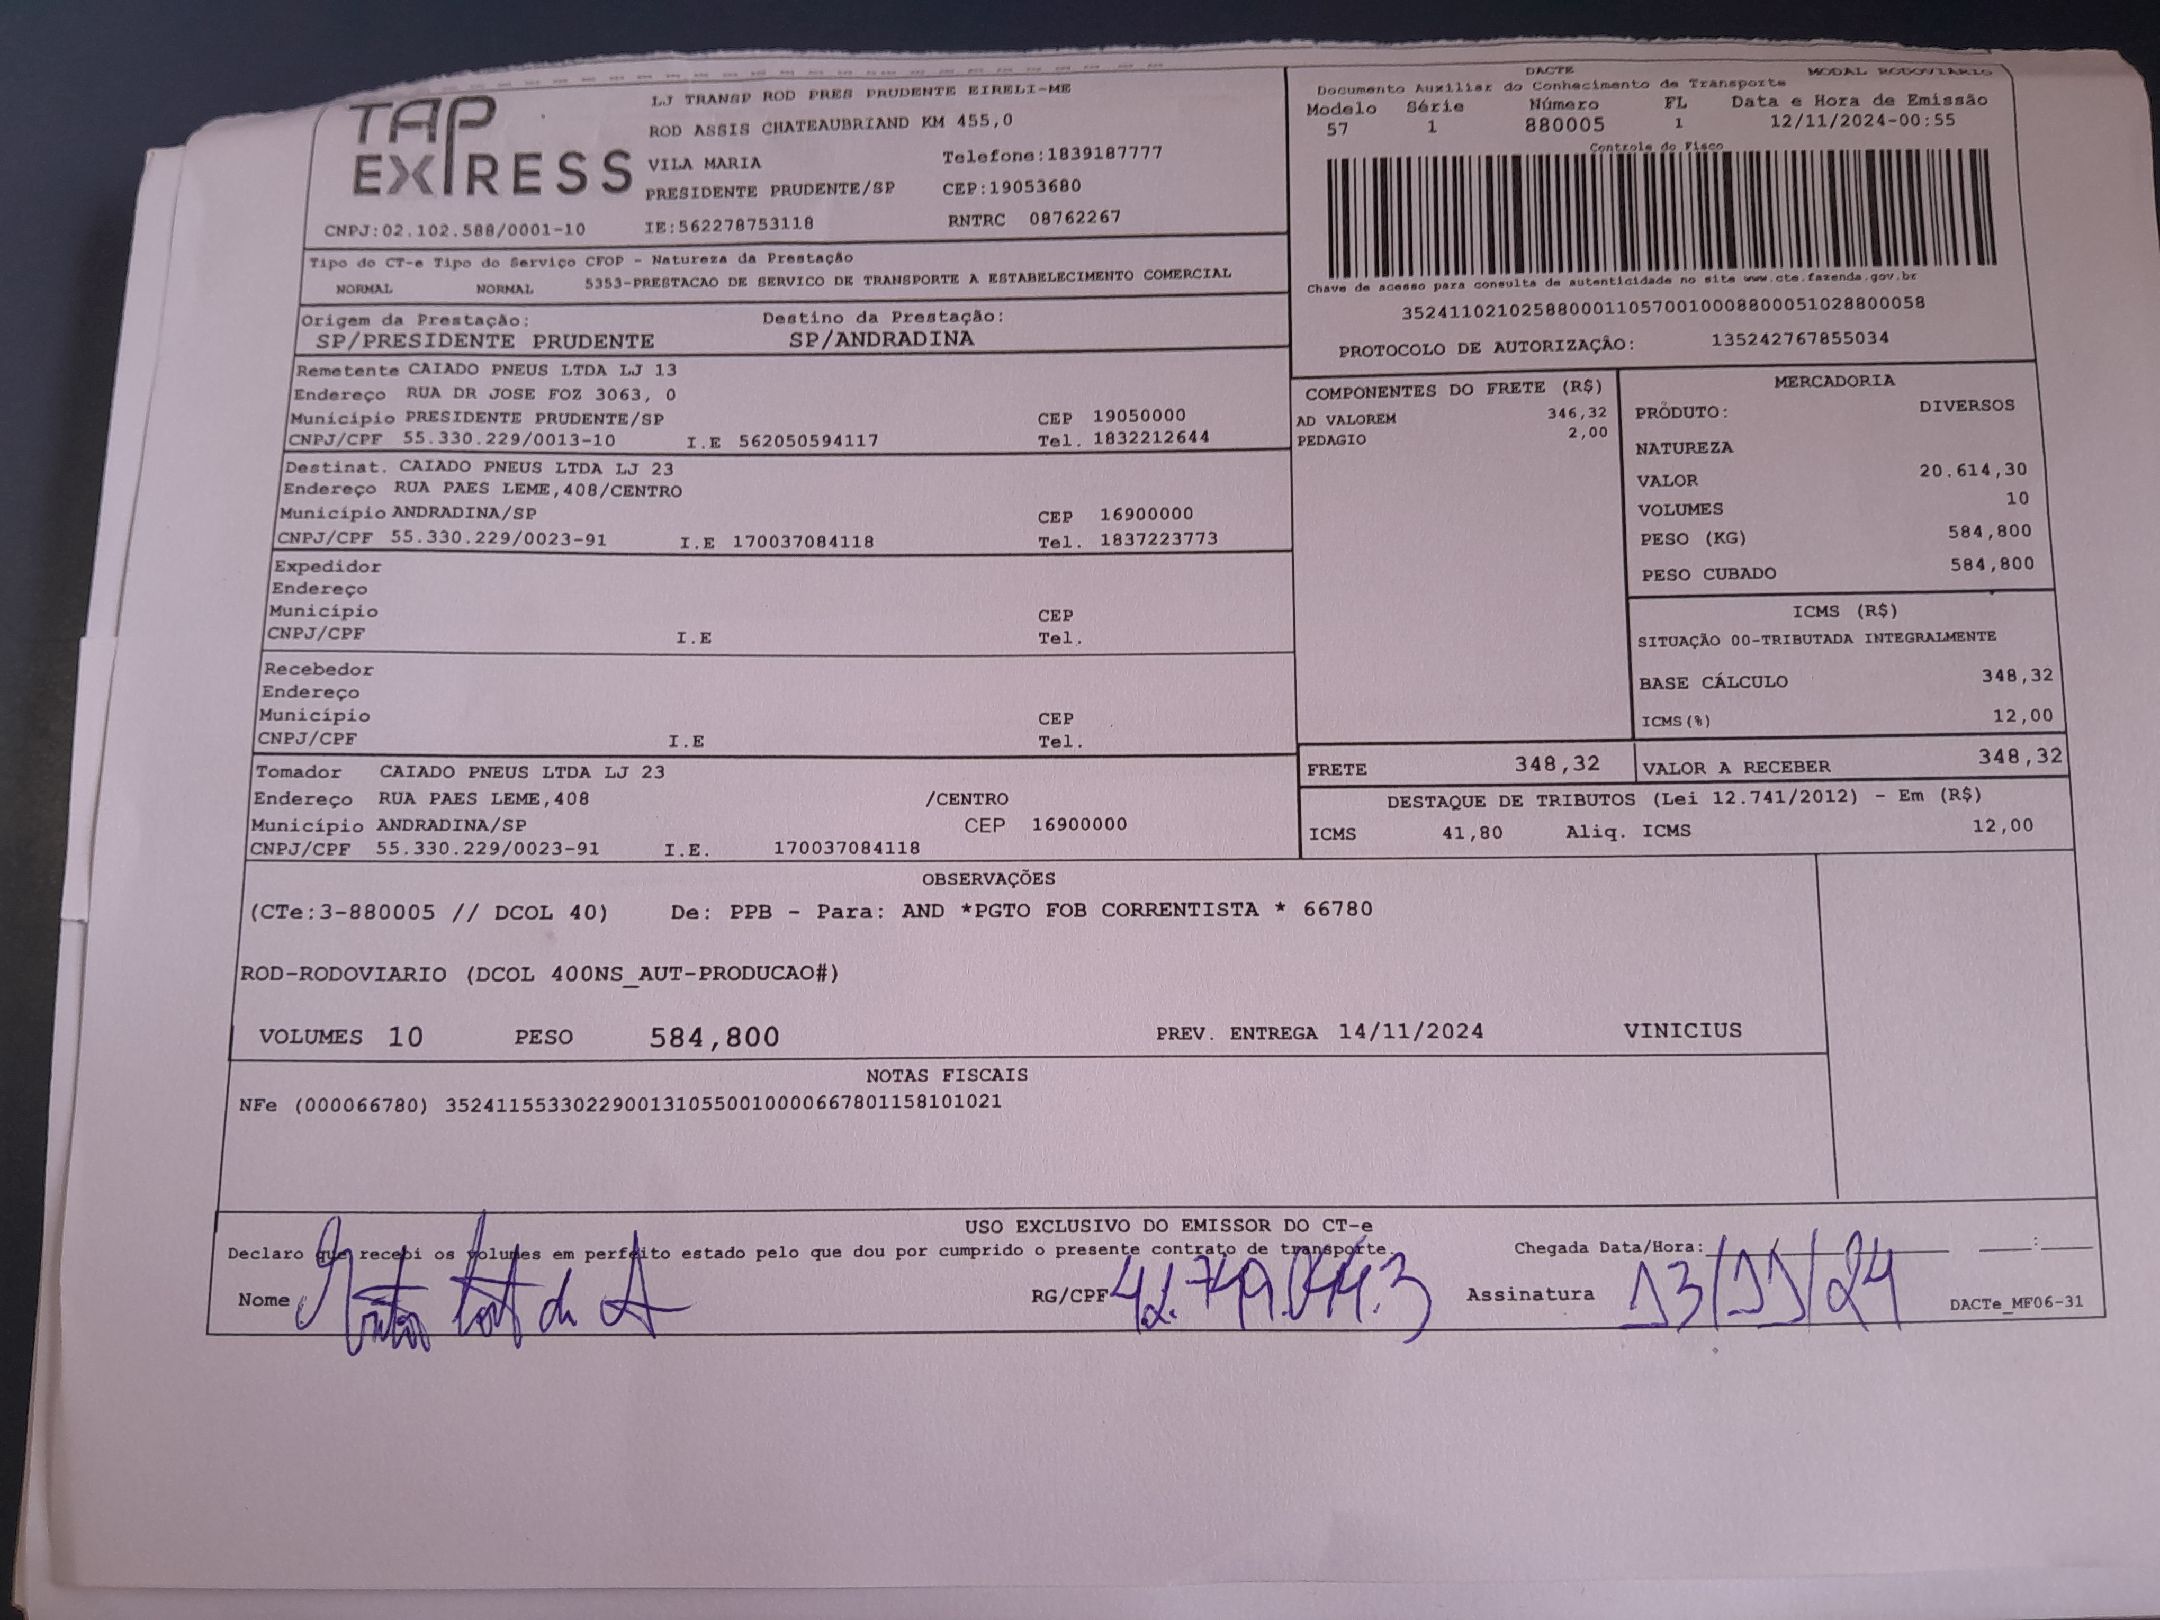 TAP EXPRESS
LJ TRANSP ROD PRES PRUDENTE EIRELI-ME
ROD ASSIS CHATEAUBRIAND KM 455,0
VILA MARIA Telefone:1839187777
PRESIDENTE PRUDENTE/SP CEP:19053680
CNPJ:02.102.588/0001-10 IE:562278753118 RNTRC 08762267
DACTE MODAL RODOVIARIO
Documento Auxiliar do Conhecimento de Transporte
Modelo Série Número FL Data e Hora de Emissão
57 1 880005 1 12/11/2024-00:55
Controle do Fisco
Chave de acesso para consulta de autenticidade no site www.cte.fazenda.gov.br
35241102102588000110570010008800051028800058
PROTOCOLO DE AUTORIZAÇÃO: 135242767855034
Tipo do CT-e Tipo do Serviço CFOP - Natureza da Prestação
NORMAL NORMAL 5353-PRESTACAO DE SERVICO DE TRANSPORTE A ESTABELECIMENTO COMERCIAL
Origem da Prestação: Destino da Prestação:
SP/PRESIDENTE PRUDENTE SP/ANDRADINA
Remetente CAIADO PNEUS LTDA LJ 13
Endereço RUA DR JOSE FOZ 3063, 0
Município PRESIDENTE PRUDENTE/SP CEP 19050000
CNPJ/CPF 55.330.229/0013-10 I.E 562050594117 Tel. 1832212644
Destinat. CAIADO PNEUS LTDA LJ 23
Endereço RUA PAES LEME,408/CENTRO
Município ANDRADINA/SP CEP 16900000
CNPJ/CPF 55.330.229/0023-91 I.E 170037084118 Tel. 1837223773
Expedidor
Endereço
Município CEP
CNPJ/CPF I.E Tel.
Recebedor
Endereço
Município CEP
CNPJ/CPF I.E Tel.
Tomador CAIADO PNEUS LTDA LJ 23
Endereço RUA PAES LEME,408 /CENTRO
Município ANDRADINA/SP CEP 16900000
CNPJ/CPF 55.330.229/0023-91 I.E. 170037084118
COMPONENTES DO FRETE (R$)
AD VALOREM 346,32
PEDAGIO 2,00
MERCADORIA
PRODUTO: DIVERSOS
NATUREZA
VALOR 20.614,30
VOLUMES 10
PESO (KG) 584,800
PESO CUBADO 584,800
ICMS (R$)
SITUAÇÃO 00-TRIBUTADA INTEGRALMENTE
BASE CÁLCULO 348,32
ICMS(%) 12,00
FRETE 348,32 VALOR A RECEBER 348,32
DESTAQUE DE TRIBUTOS (Lei 12.741/2012) - Em (R$)
ICMS 41,80 Aliq. ICMS 12,00
OBSERVAÇÕES
(CTe:3-880005 // DCOL 40) De: PPB - Para: AND *PGTO FOB CORRENTISTA * 66780
ROD-RODOVIARIO (DCOL 400NS_AUT-PRODUCAO#)
VOLUMES 10 PESO 584,800 PREV. ENTREGA 14/11/2024 VINICIUS
NOTAS FISCAIS
NFe (000066780) 35241155330229001310550010000667801158101021
USO EXCLUSIVO DO EMISSOR DO CT-e
Declaro que recebi os volumes em perfeito estado pelo que dou por cumprido o presente contrato de transporte. Chegada Data/Hora: :
Nome RG/CPF Assinatura 13/11/24
DACTe_MF06-31